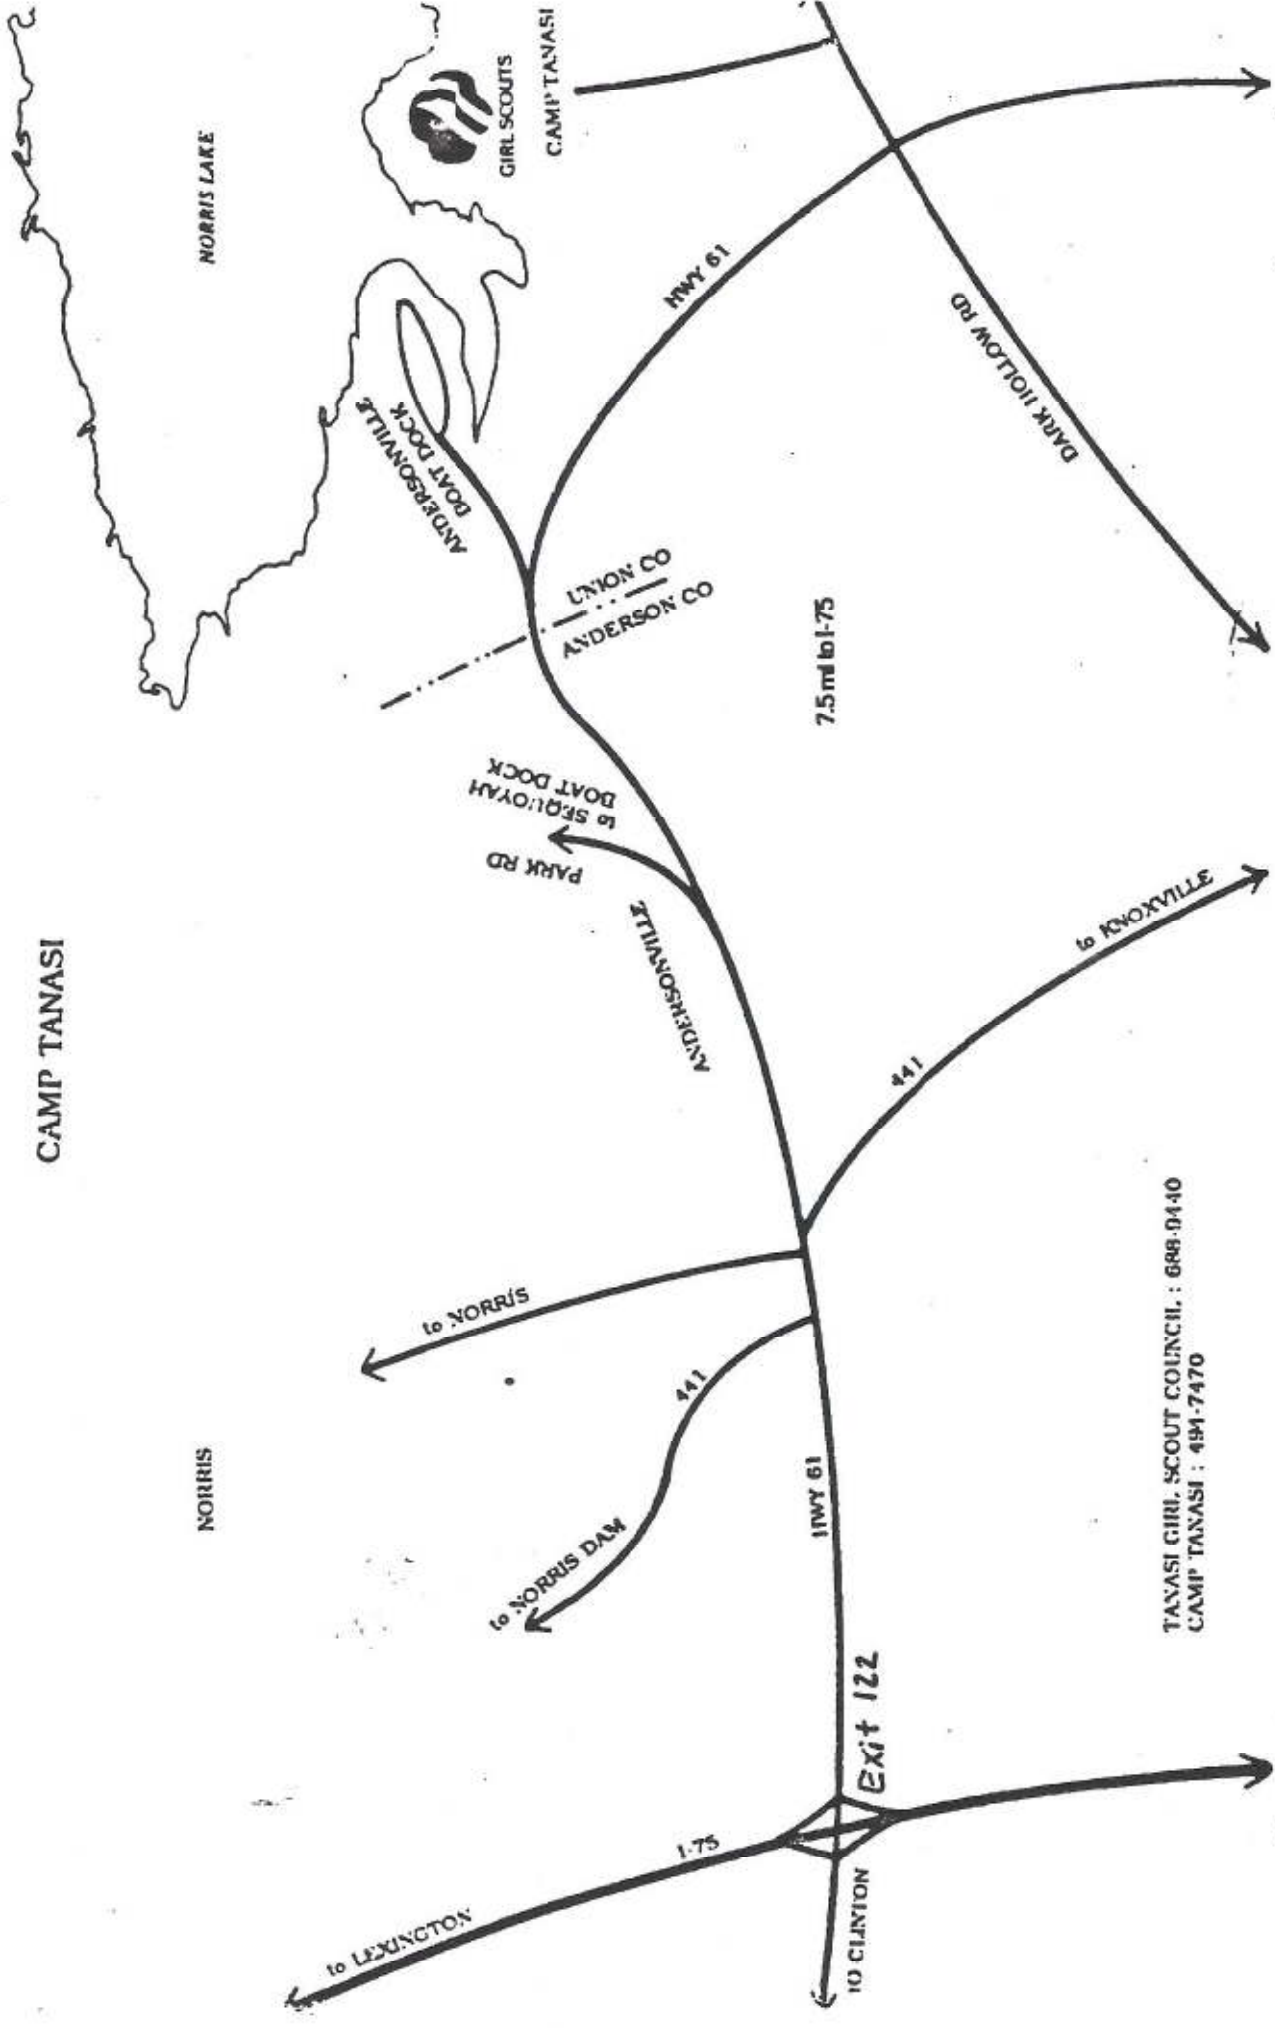 CAMP TANASI
NORRIS LAKE
NORRIS
GIRL SCOUTS
CAMP TANASI
ANDERSONVILLE
BOAT DOCK
HWY 61
UNION CO
ANDERSON CO
to SEQUOYAH
BOAT DOCK
PARK RD
ANDERSONVILLE
DARK HOLLOW RD
7.5 mi to I-75
to NORRIS
441
to NORRIS DAM
441
to KNOXVILLE
HWY 61
I-75
to LEXINGTON
Exit 122
TO CLINTON
TANASI GIRL SCOUT COUNCIL : 688-9440
CAMP TANASI : 494-7470